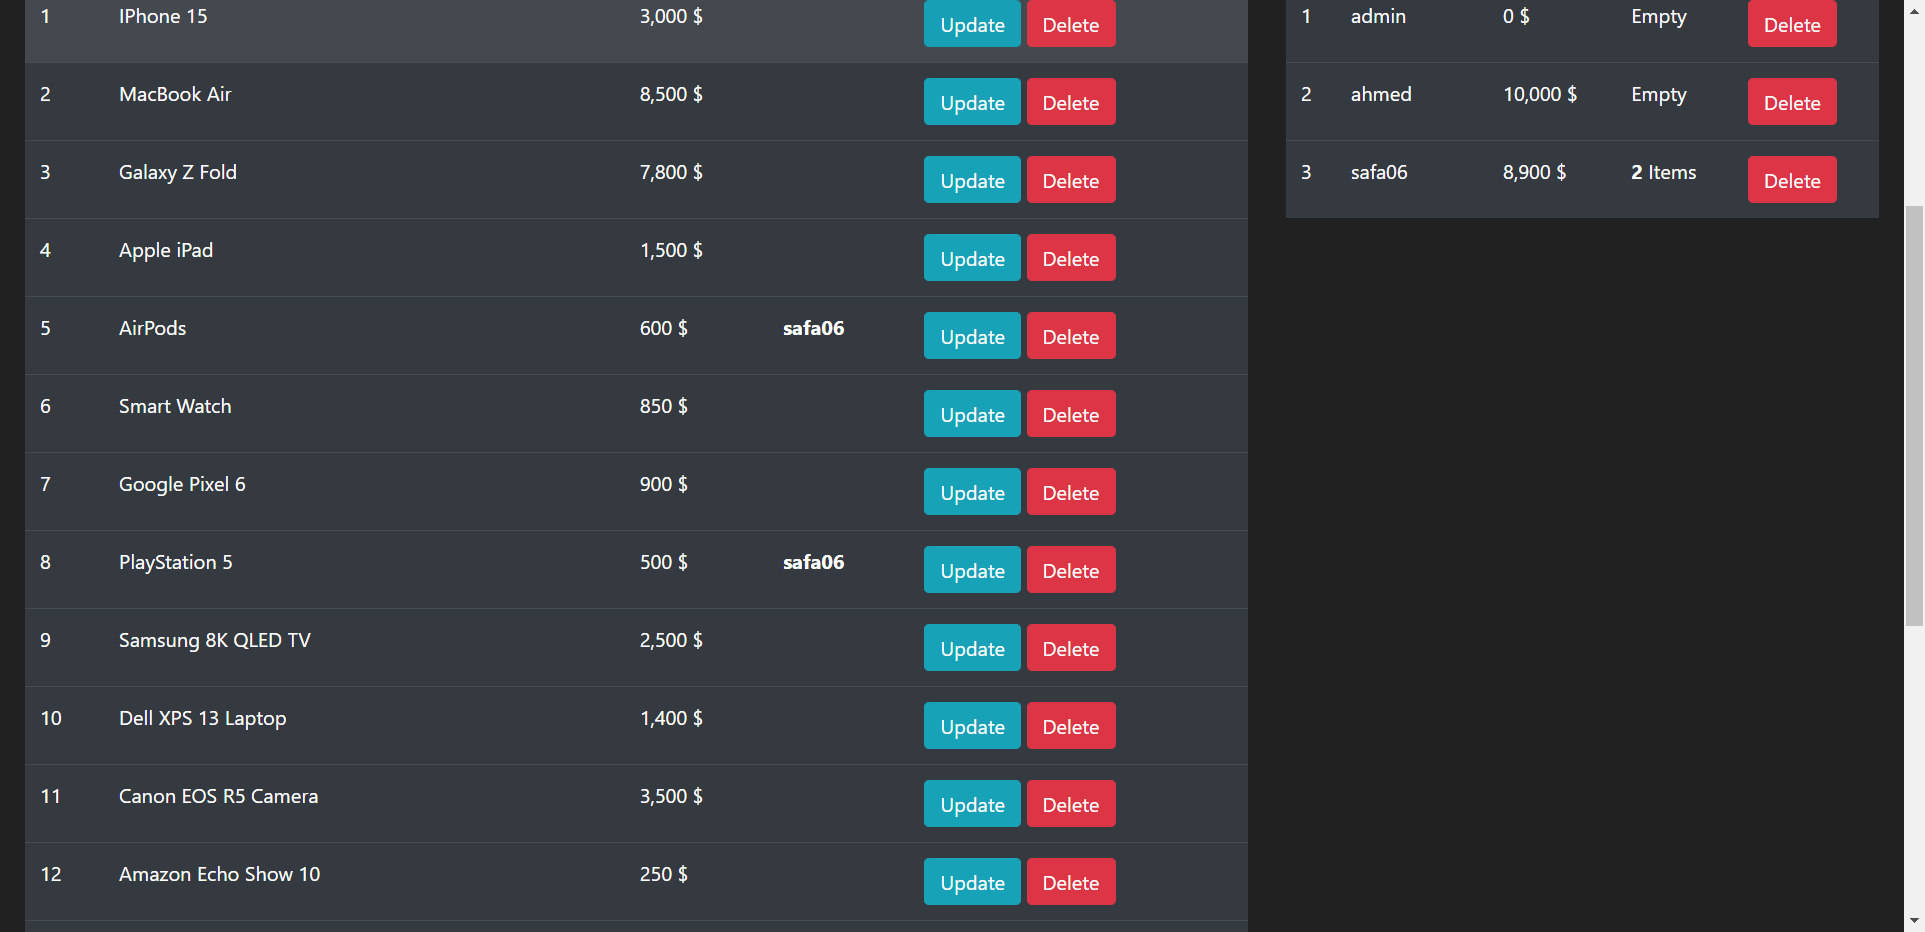 1 IPhone 15 3,000 $ Update Delete
2 MacBook Air 8,500 $ Update Delete
3 Galaxy Z Fold 7,800 $ Update Delete
4 Apple iPad 1,500 $ Update Delete
5 AirPods 600 $ safa06 Update Delete
6 Smart Watch 850 $ Update Delete
7 Google Pixel 6 900 $ Update Delete
8 PlayStation 5 500 $ safa06 Update Delete
9 Samsung 8K QLED TV 2,500 $ Update Delete
10 Dell XPS 13 Laptop 1,400 $ Update Delete
11 Canon EOS R5 Camera 3,500 $ Update Delete
12 Amazon Echo Show 10 250 $ Update Delete
1 admin 0 $ Empty Delete
2 ahmed 10,000 $ Empty Delete
3 safa06 8,900 $ 2 Items Delete